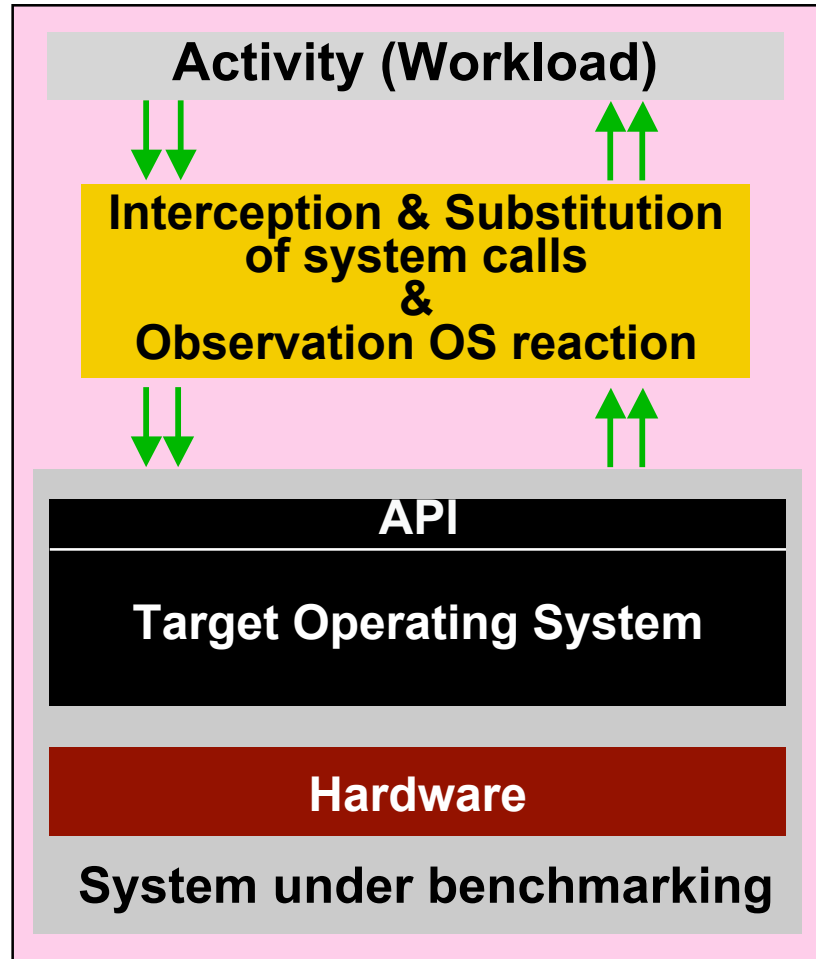 Activity (Workload)
Interception & Substitution
of system calls
&
Observation OS reaction
API
Target Operating System
Hardware
System under benchmarking